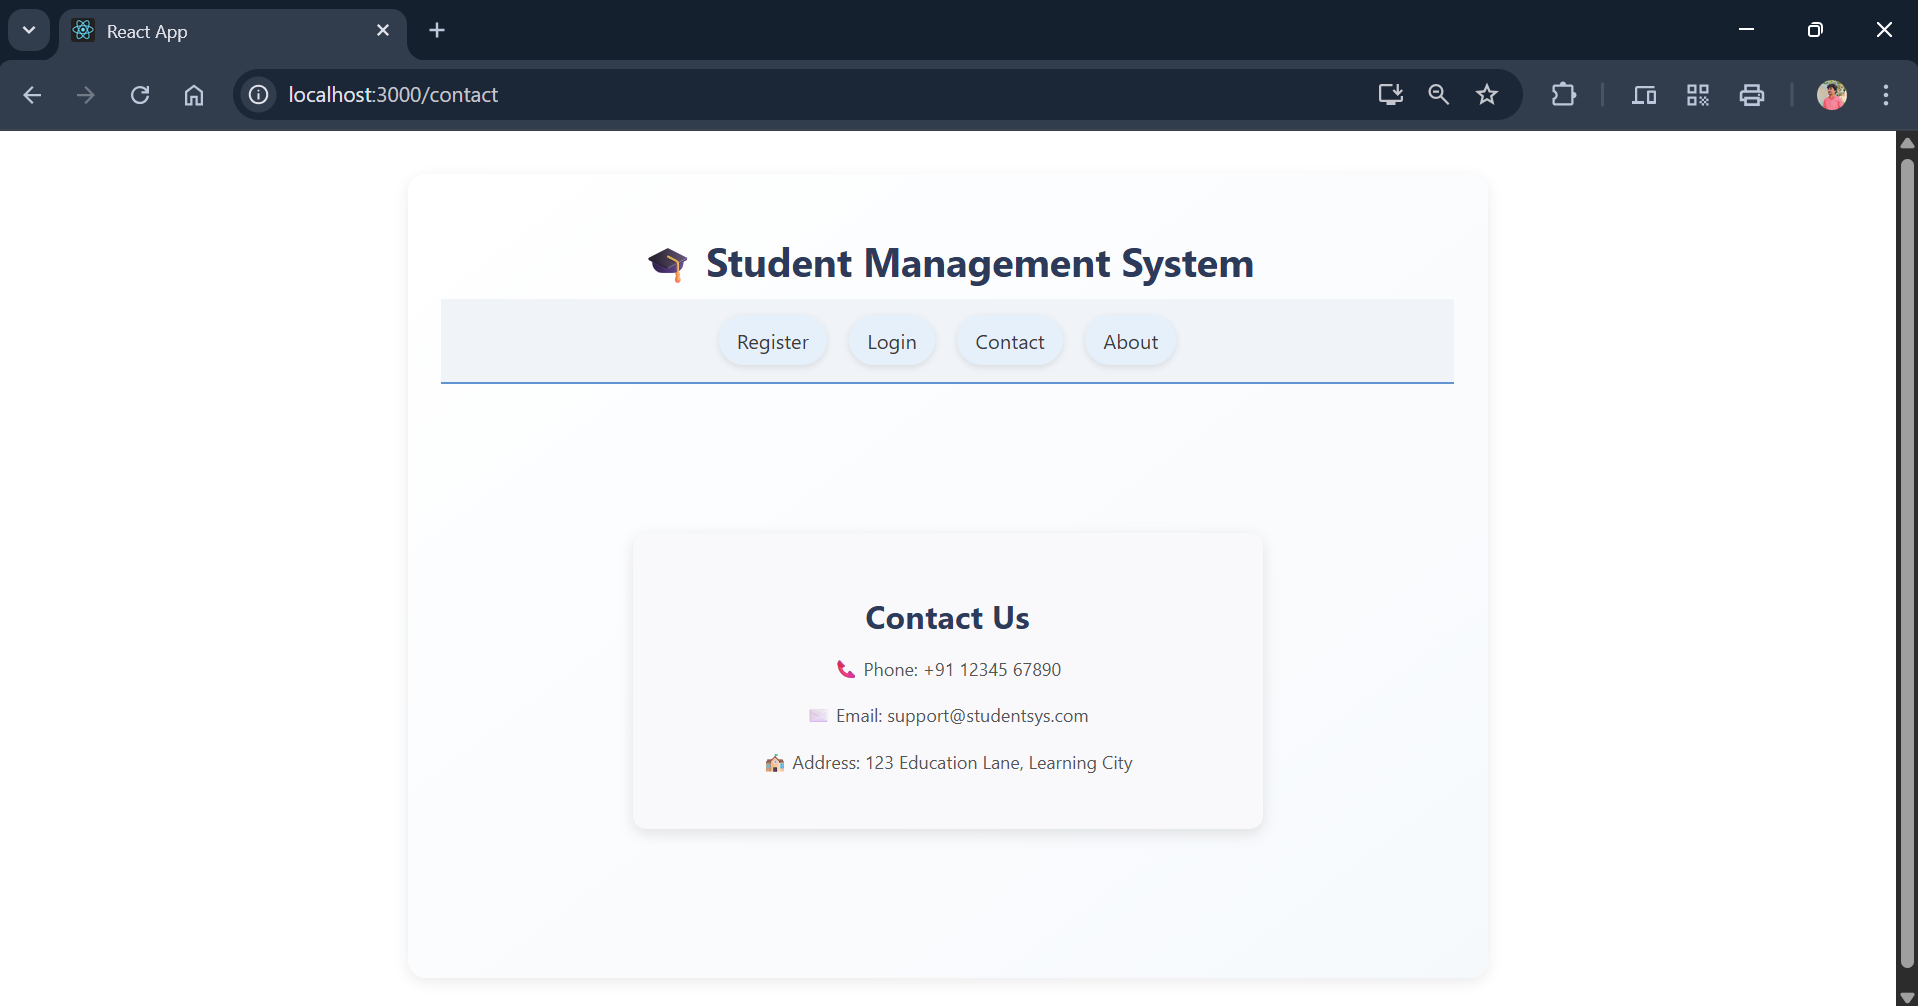 React App
localhost:3000/contact
🎓 Student Management System
Register Login Contact About
Contact Us
📞 Phone: +91 12345 67890
✉️ Email: support@studentsys.com
🏫 Address: 123 Education Lane, Learning City